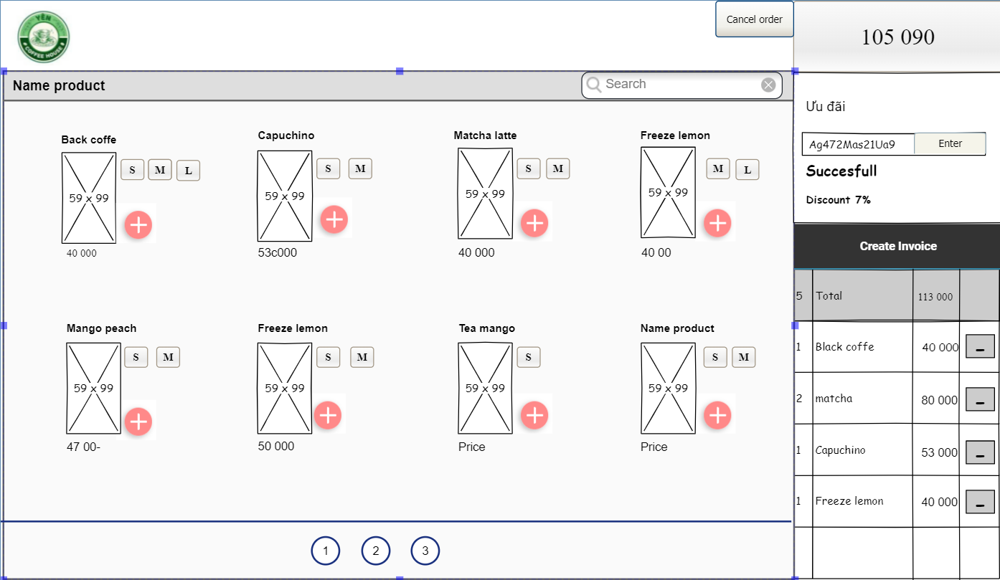 YÊN
COFFEE HOUSE
Cancel order
105 090
Name product
Search
Ưu đãi
Ag472Mas21Ua9
Enter
Succesfull
Discount 7%
Create Invoice
Back coffe
S M L
59 x 99
40 000
Capuchino
S M
59 x 99
53c000
Matcha latte
S M
59 x 99
40 000
Freeze lemon
M L
59 x 99
40 00
Mango peach
S M
59 x 99
47 00-
Freeze lemon
S M
59 x 99
50 000
Tea mango
S
59 x 99
Price
Name product
S M
59 x 99
Price
1 2 3
5 Total 113 000
1 Black coffe 40 000 -
2 matcha 80 000 -
1 Capuchino 53 000 -
1 Freeze lemon 40 000 -